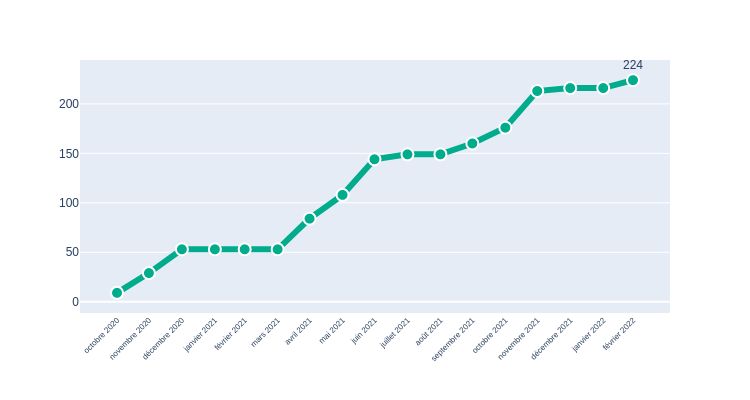 224
200
150
100
50
0
octobre 2020
novembre 2020
décembre 2020
janvier 2021
février 2021
mars 2021
avril 2021
mai 2021
juin 2021
juillet 2021
août 2021
septembre 2021
octobre 2021
novembre 2021
décembre 2021
janvier 2022
février 2022